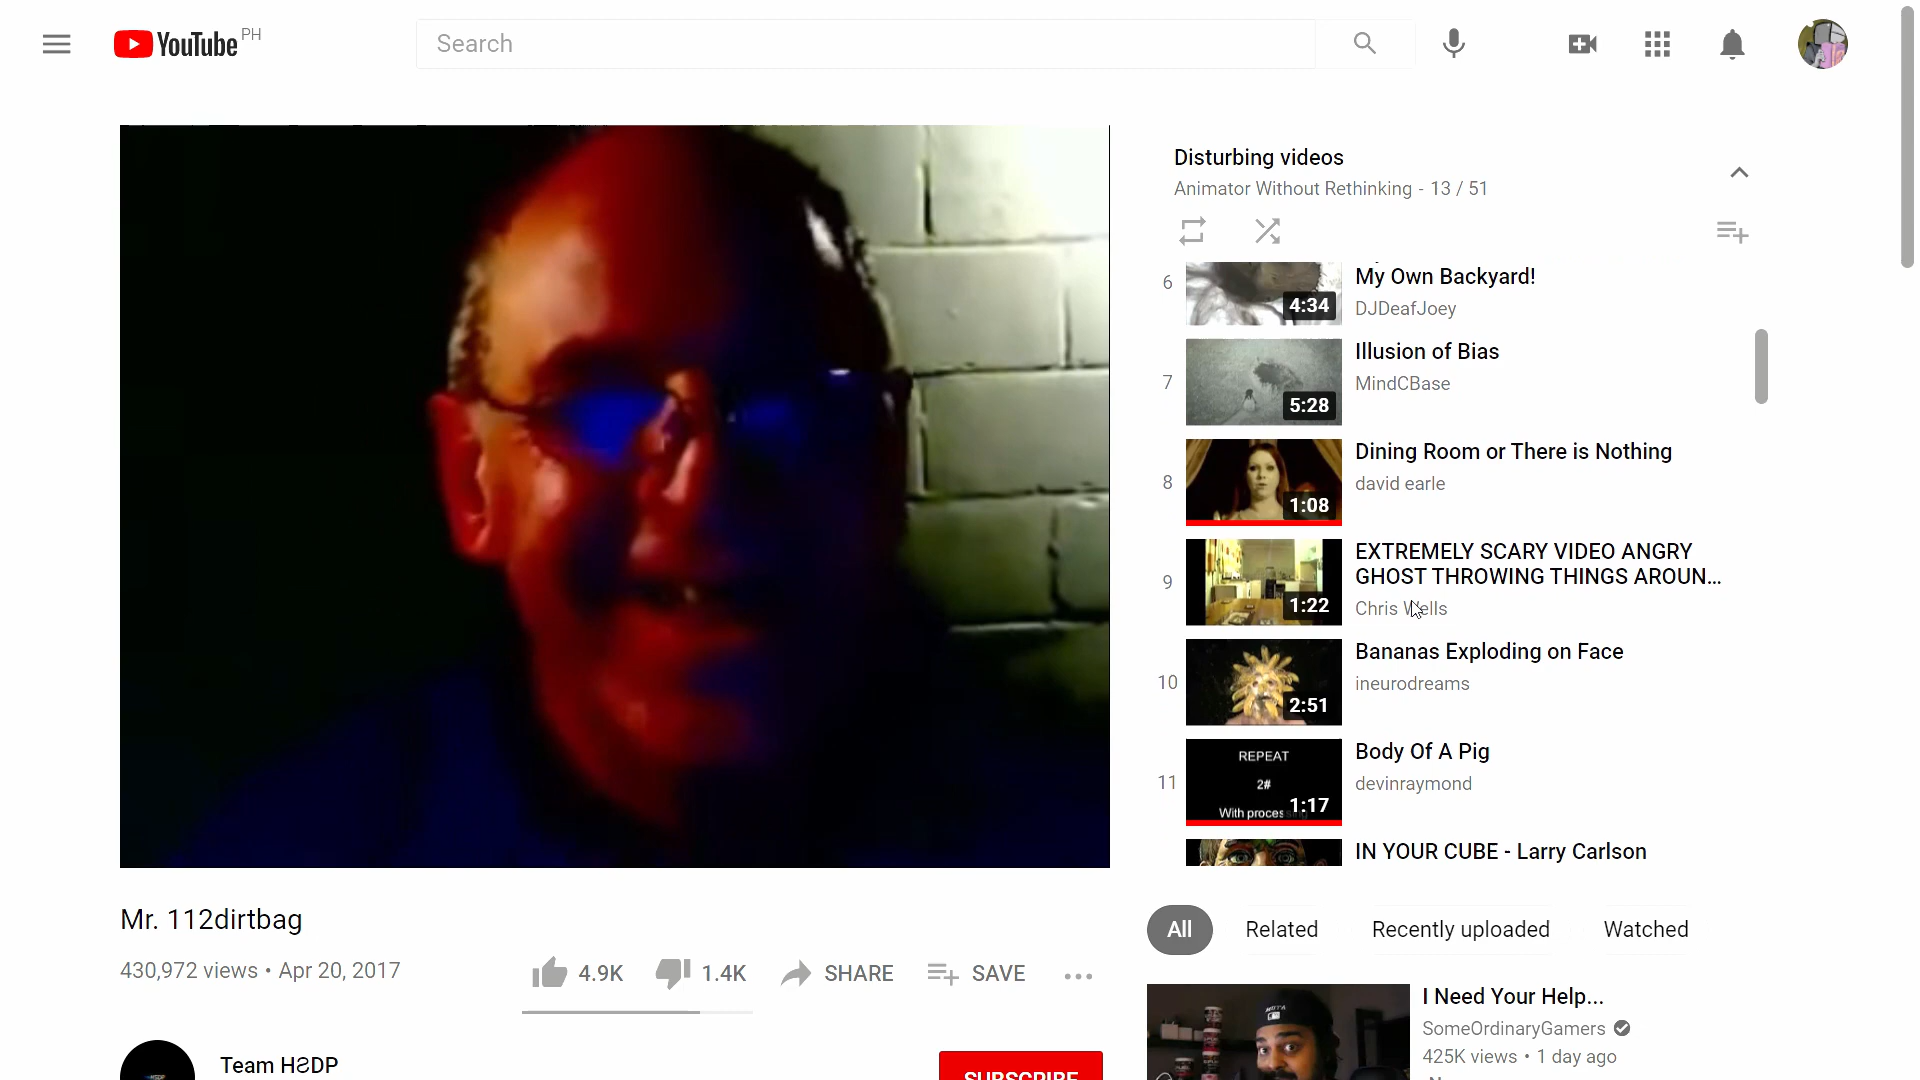 YouTube PH
Search
Disturbing videos
Animator Without Rethinking - 13 / 51
6
4:34
My Own Backyard!
DJDeafJoey
7
5:28
Illusion of Bias
MindCBase
8
1:08
Dining Room or There is Nothing
david earle
9
1:22
EXTREMELY SCARY VIDEO ANGRY
GHOST THROWING THINGS AROUN...
Chris Wells
10
2:51
Bananas Exploding on Face
ineurodreams
11
REPEAT
2#
With processing
1:17
Body Of A Pig
devinraymond
IN YOUR CUBE - Larry Carlson
Mr. 112dirtbag
430,972 views • Apr 20, 2017
4.9K
1.4K
SHARE
SAVE
Team HƧDP
SUBSCRIBE
All
Related
Recently uploaded
Watched
I Need Your Help...
SomeOrdinaryGamers
425K views • 1 day ago